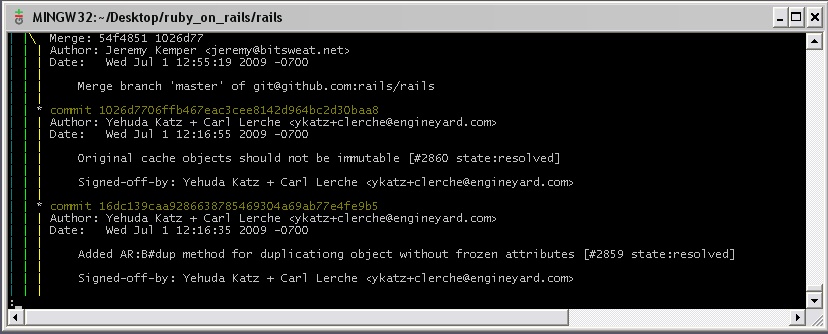 MINGW32:~/Desktop/ruby_on_rails/rails
Merge: 54f4851 1026d77
Author: Jeremy Kemper <jeremy@bitsweat.net>
Date:   Wed Jul 1 12:55:19 2009 -0700
Merge branch 'master' of git@github.com:rails/rails
* commit 1026d7706ffb467eac3cee8142d964bc2d30baa8
Author: Yehuda Katz + Carl Lerche <ykatz+clerche@engineyard.com>
Date:   Wed Jul 1 12:16:55 2009 -0700
Original cache objects should not be immutable [#2860 state:resolved]
Signed-off-by: Yehuda Katz + Carl Lerche <ykatz+clerche@engineyard.com>
* commit 16dc139caa9286638785469304a69ab77e4fe9b5
Author: Yehuda Katz + Carl Lerche <ykatz+clerche@engineyard.com>
Date:   Wed Jul 1 12:16:35 2009 -0700
Added AR:B#dup method for duplicationg object without frozen attributes [#2859 state:resolved]
Signed-off-by: Yehuda Katz + Carl Lerche <ykatz+clerche@engineyard.com>
: